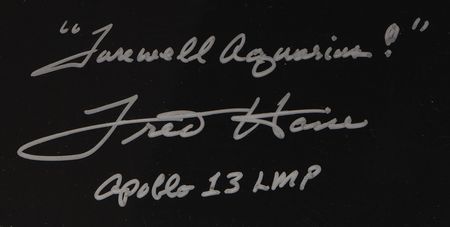 "Farewell Aquarius!"
Fred Haise
Apollo 13 LMP